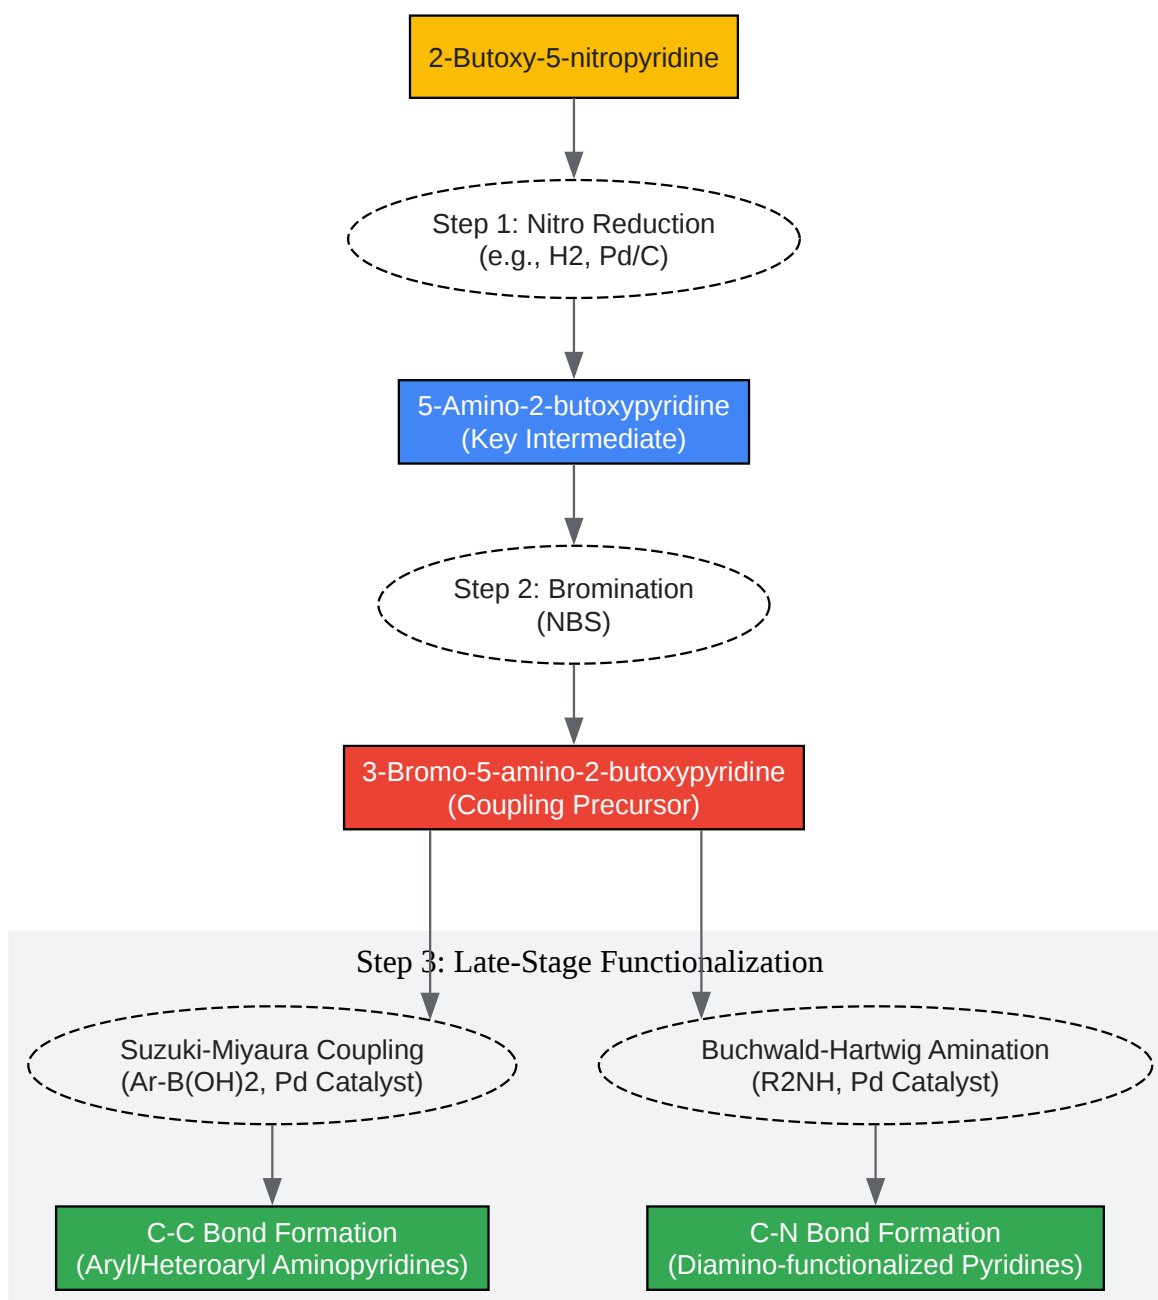 2-Butoxy-5-nitropyridine
Step 1: Nitro Reduction
(e.g., H2, Pd/C)
5-Amino-2-butoxypyridine
(Key Intermediate)
Step 2: Bromination
(NBS)
3-Bromo-5-amino-2-butoxypyridine
(Coupling Precursor)
Step 3: Late-Stage Functionalization
Suzuki-Miyaura Coupling
(Ar-B(OH)2, Pd Catalyst)
Buchwald-Hartwig Amination
(R2NH, Pd Catalyst)
C-C Bond Formation
(Aryl/Heteroaryl Aminopyridines)
C-N Bond Formation
(Diamino-functionalized Pyridines)